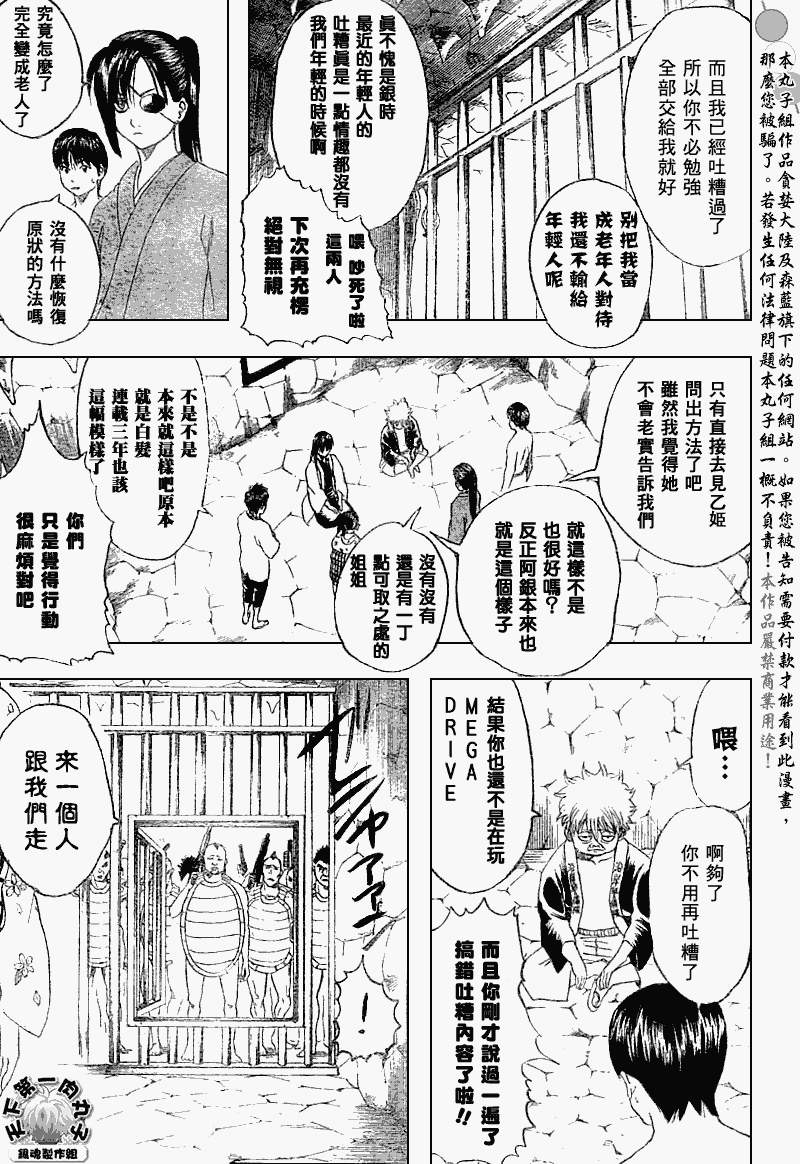 而且我已經吐糟過了
所以你不必勉強
全部交給我就好
別把我當
成老年人對待
我還不輸給
年輕人呢
真不愧是銀時
最近的年輕人的
吐糟真是一點情趣都沒有
我們年輕的時候啊
喂 吵死了啦
這兩人
下次再充楞
絕對無視
究竟怎麼了
完全變成老人了
沒有什麼恢復
原狀的方法嗎
只有直接去見乙姬
問出方法了吧
雖然我覺得她
不會老實告訴我們
就這樣不是
也很好嗎?
反正阿銀本來也
就是這個樣子
沒有沒有
還是有一丁
點可取之處的
姐姐
不是不是
本來就這樣吧原本
就是白髮
連載三年也該
這幅模樣了
你們
只是覺得行動
很麻煩對吧
喂…
啊夠了
你不用再吐糟了
結果你也還不是在玩
MEGA
DRIVE
而且你剛才說過一遍了
搞錯吐糟內容了啦!!
!
來一個人
跟我們走
本丸子組作品貪婪大陸及森藍旗下的任何網站。如果您被告知需要付款才能看到此漫畫,
那麼您被騙了。若發生任何法律問題本丸子組一概不負責!本作品嚴禁商業用途!
天下第一肉丸子
銀魂製作組